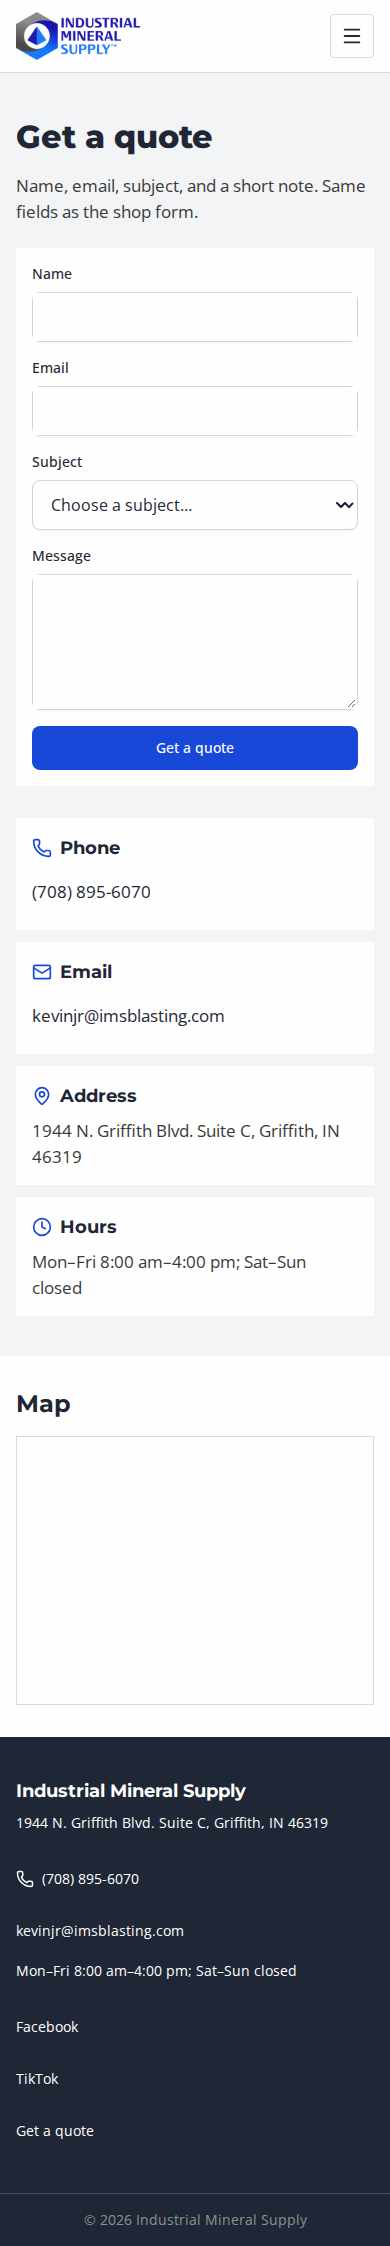 INDUSTRIAL
MINERAL
SUPPLY™
Get a quote
Name, email, subject, and a short note. Same
fields as the shop form.
Name
Email
Subject
Choose a subject...
Message
Get a quote
Phone
(708) 895-6070
Email
kevinjr@imsblasting.com
Address
1944 N. Griffith Blvd. Suite C, Griffith, IN
46319
Hours
Mon–Fri 8:00 am–4:00 pm; Sat–Sun
closed
Map
Industrial Mineral Supply
1944 N. Griffith Blvd. Suite C, Griffith, IN 46319
(708) 895-6070
kevinjr@imsblasting.com
Mon–Fri 8:00 am–4:00 pm; Sat–Sun closed
Facebook
TikTok
Get a quote
© 2026 Industrial Mineral Supply